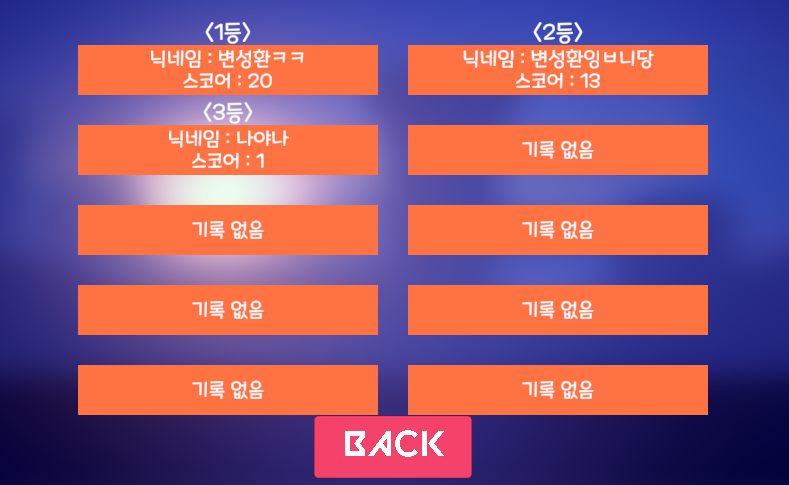 <1등>
닉네임 : 변성환ㅋㅋ
스코어 : 20
<2등>
닉네임 : 변성환잉ㅂ니당
스코어 : 13
<3등>
닉네임 : 나야나
스코어 : 1
기록 없음
기록 없음
기록 없음
기록 없음
기록 없음
기록 없음
기록 없음
BACK